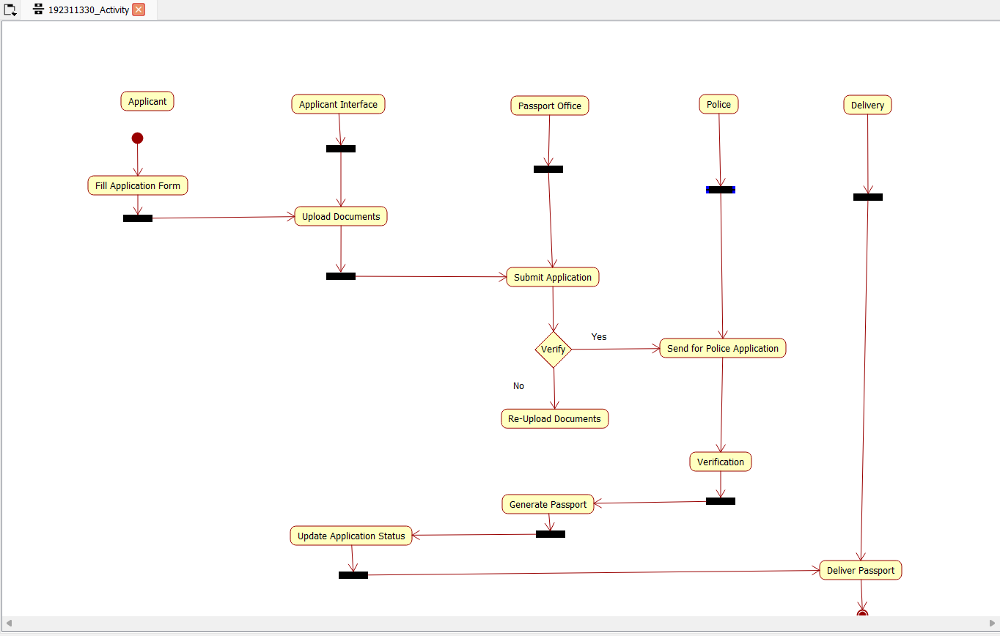 192311330_Activity
Applicant
Applicant Interface
Passport Office
Police
Delivery
Fill Application Form
Upload Documents
Submit Application
Verify
Yes
Send for Police Application
No
Re-Upload Documents
Verification
Generate Passport
Update Application Status
Deliver Passport